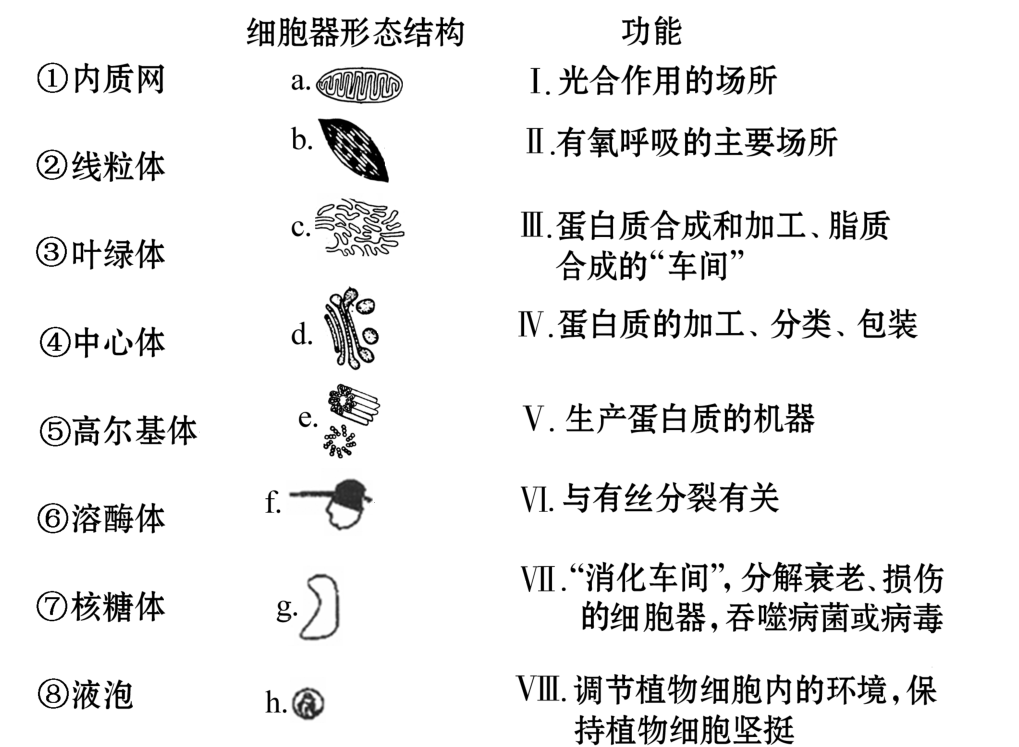 细胞器形态结构 功能
①内质网 a. Ⅰ.光合作用的场所
②线粒体 b. Ⅱ.有氧呼吸的主要场所
③叶绿体 c. Ⅲ.蛋白质合成和加工、脂质
合成的“车间”
④中心体 d. Ⅳ.蛋白质的加工、分类、包装
⑤高尔基体 e. Ⅴ.生产蛋白质的机器
⑥溶酶体 f. Ⅵ.与有丝分裂有关
⑦核糖体 g. Ⅶ.“消化车间”,分解衰老、损伤
的细胞器,吞噬病菌或病毒
⑧液泡 h. Ⅷ.调节植物细胞内的环境,保
持植物细胞坚挺